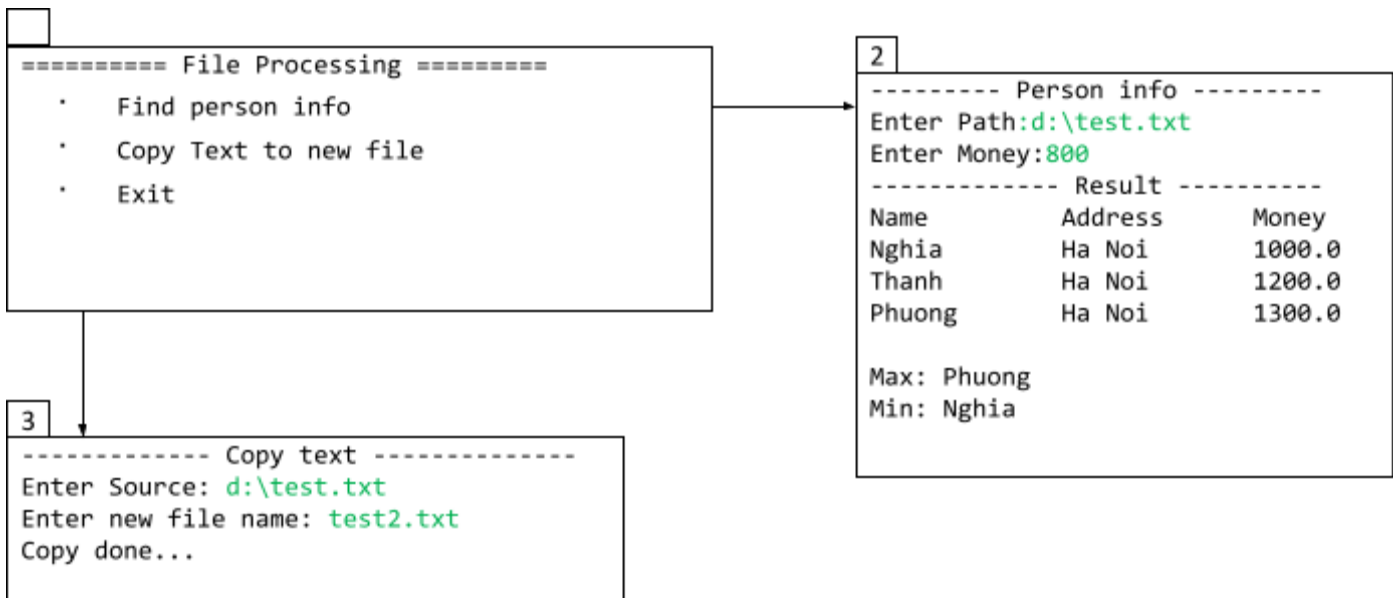 ========== File Processing =========
· Find person info
· Copy Text to new file
· Exit
2
--------- Person info ---------
Enter Path:d:\test.txt
Enter Money:800
------------- Result ----------
Name Address Money
Nghia Ha Noi 1000.0
Thanh Ha Noi 1200.0
Phuong Ha Noi 1300.0
Max: Phuong
Min: Nghia
3
------------- Copy text --------------
Enter Source: d:\test.txt
Enter new file name: test2.txt
Copy done...